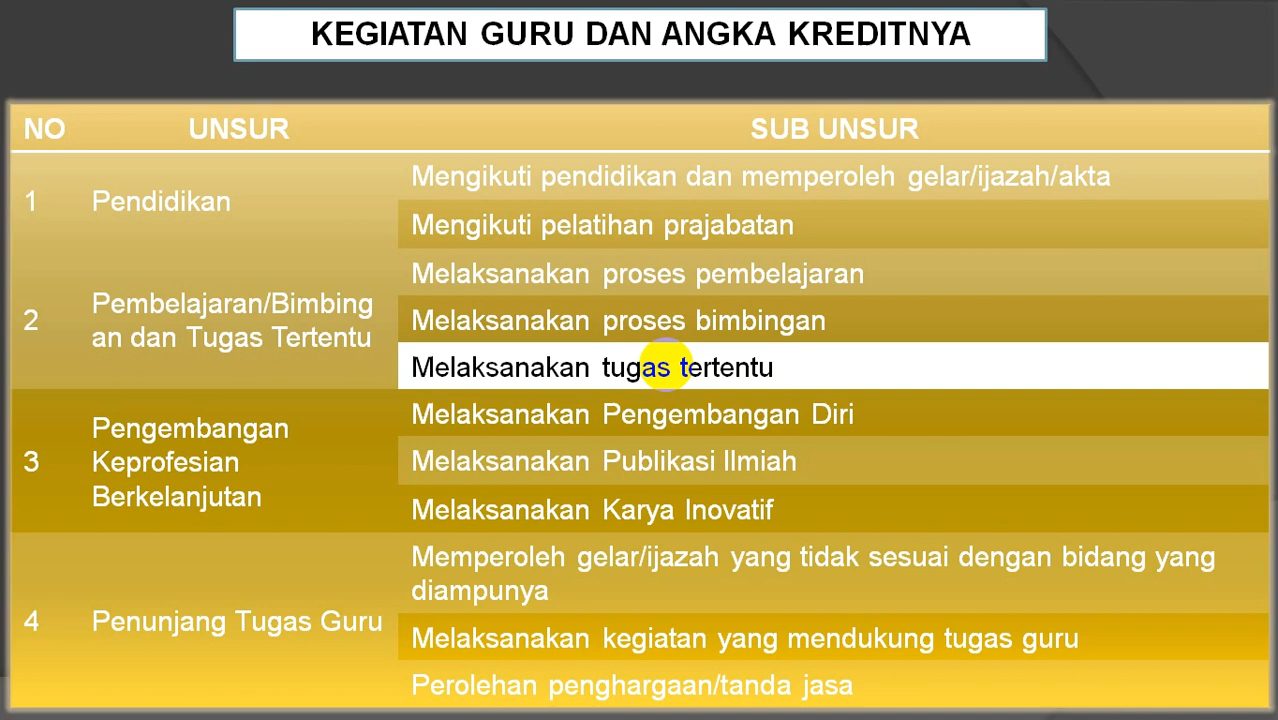 KEGIATAN GURU DAN ANGKA KREDITNYA
NO UNSUR SUB UNSUR
1 Pendidikan
Mengikuti pendidikan dan memperoleh gelar/ijazah/akta
Mengikuti pelatihan prajabatan
2 Pembelajaran/Bimbing
an dan Tugas Tertentu
Melaksanakan proses pembelajaran
Melaksanakan proses bimbingan
Melaksanakan tugas tertentu
3 Pengembangan
Keprofesian
Berkelanjutan
Melaksanakan Pengembangan Diri
Melaksanakan Publikasi Ilmiah
Melaksanakan Karya Inovatif
4 Penunjang Tugas Guru
Memperoleh gelar/ijazah yang tidak sesuai dengan bidang yang
diampunya
Melaksanakan kegiatan yang mendukung tugas guru
Perolehan penghargaan/tanda jasa